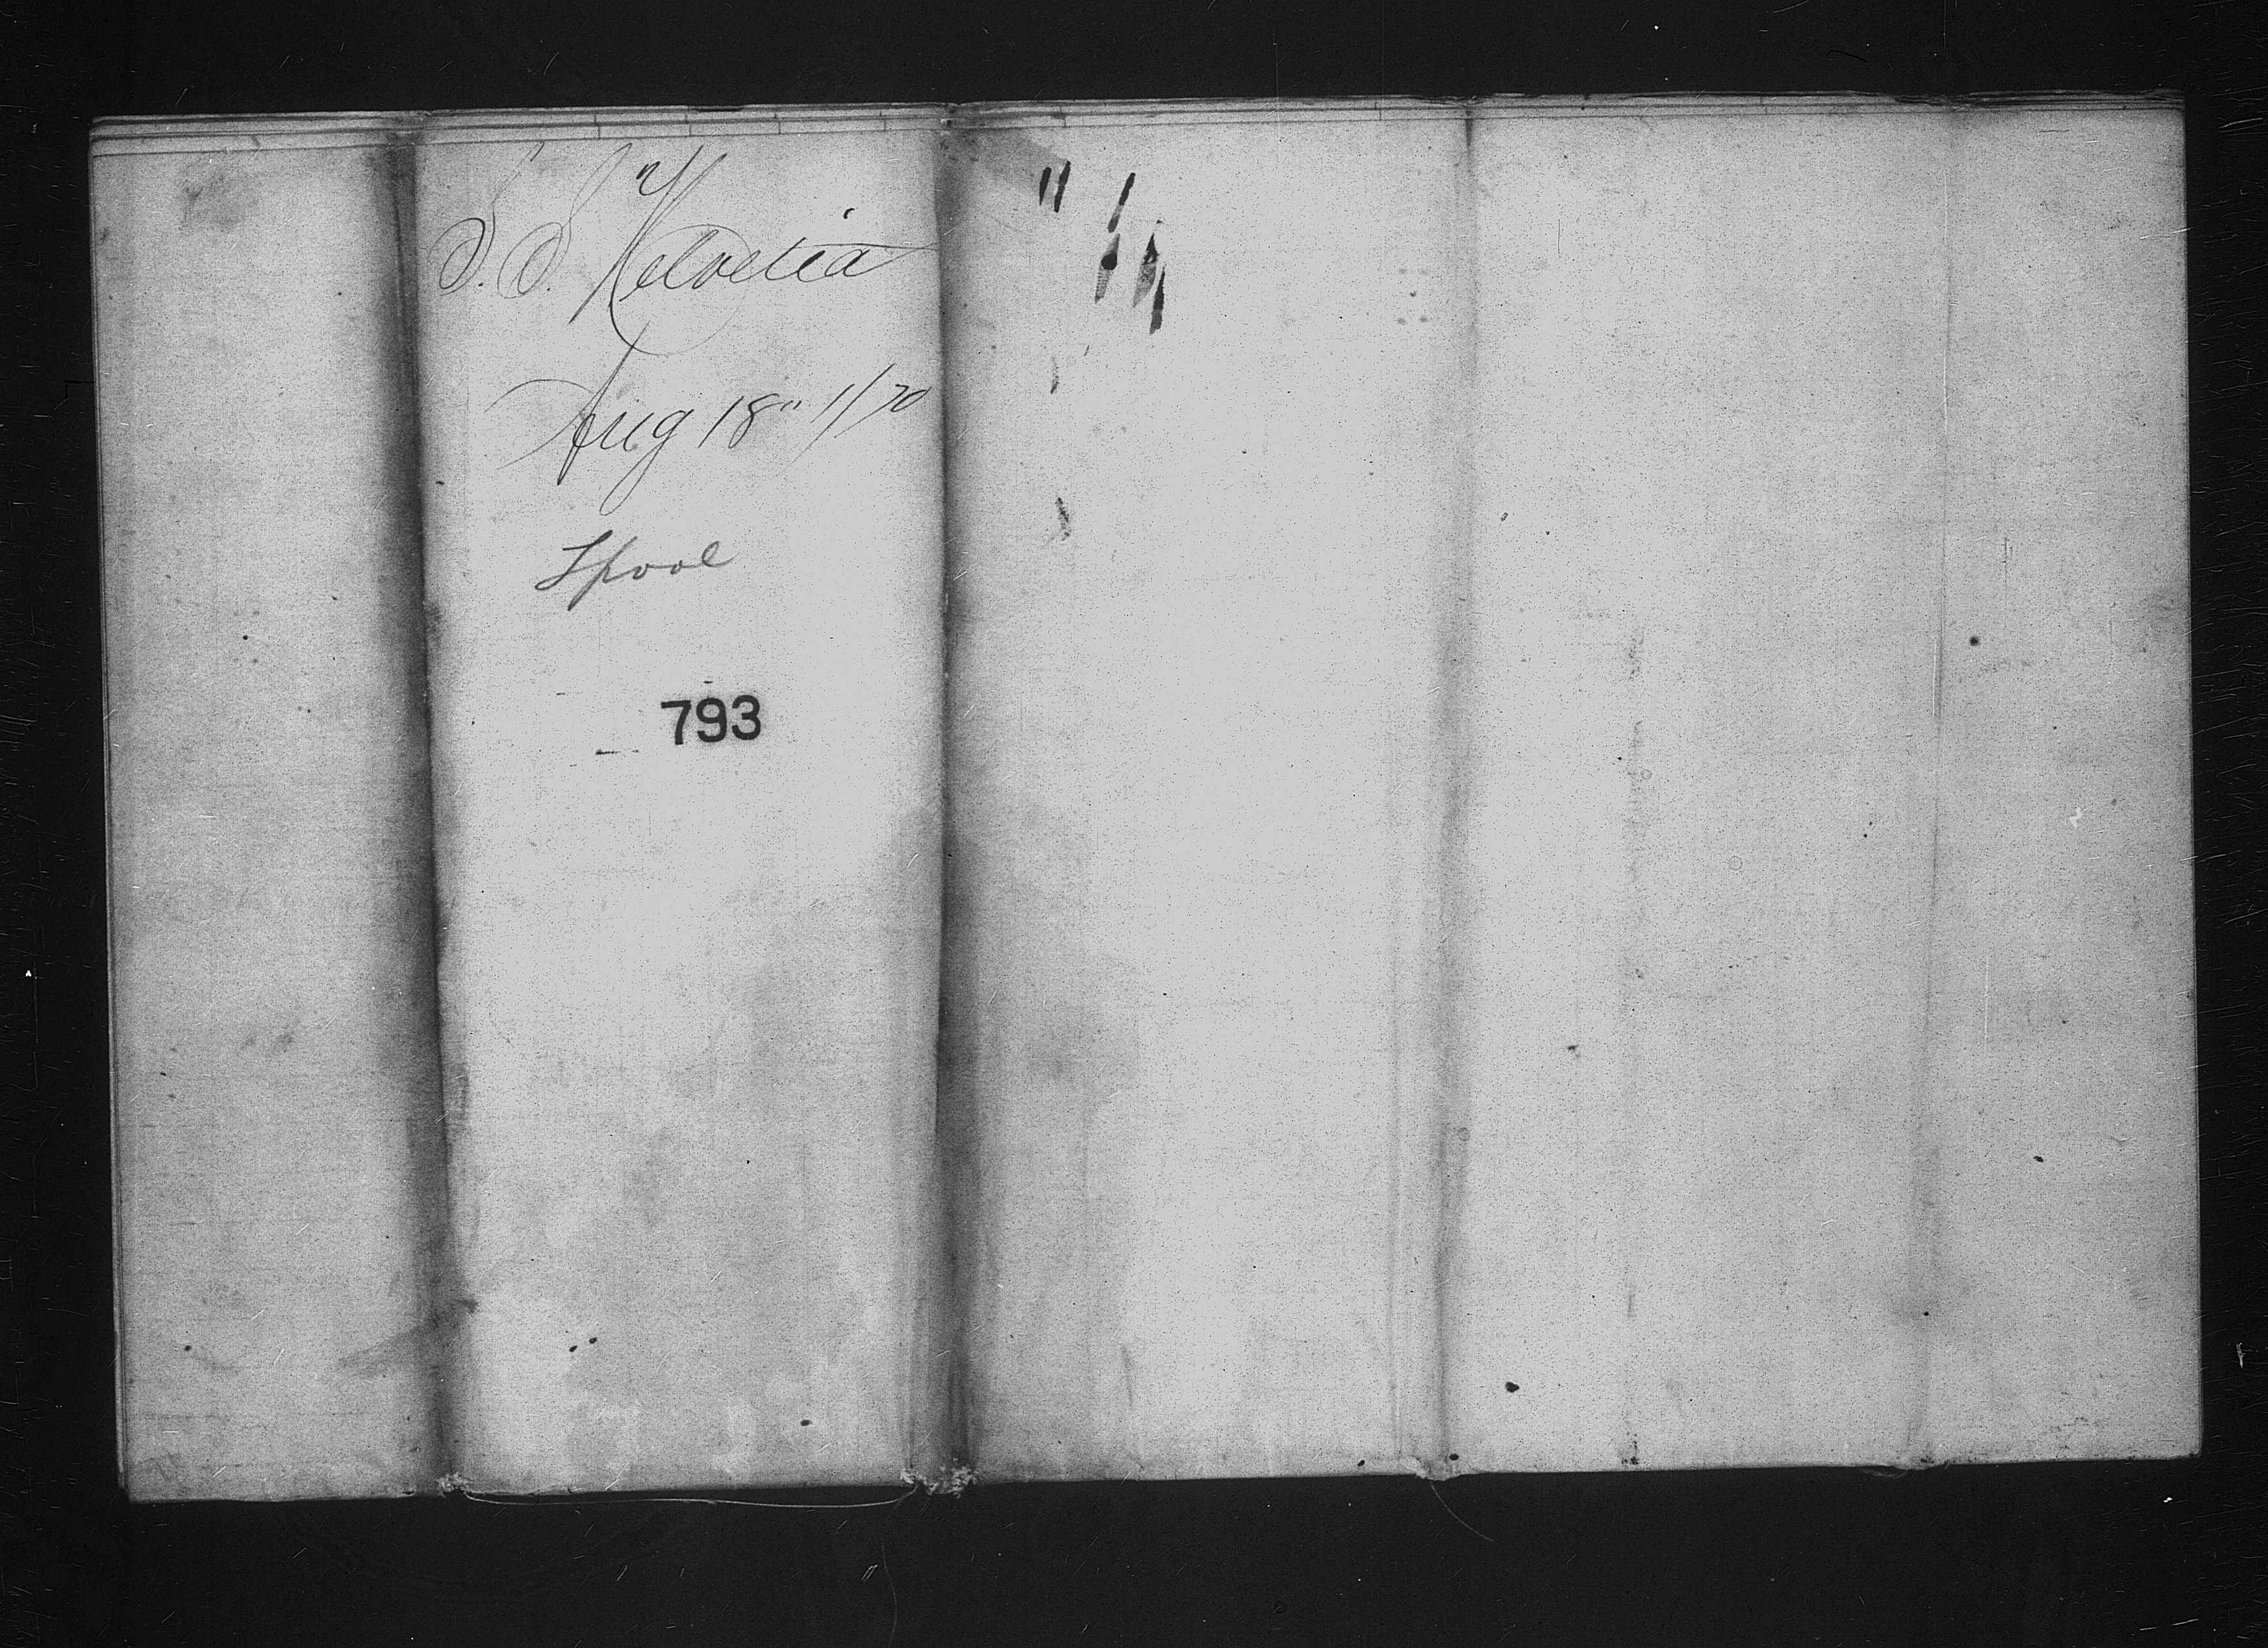 S.S. Helvetia
Aug 18" 1/70
Lpool
793